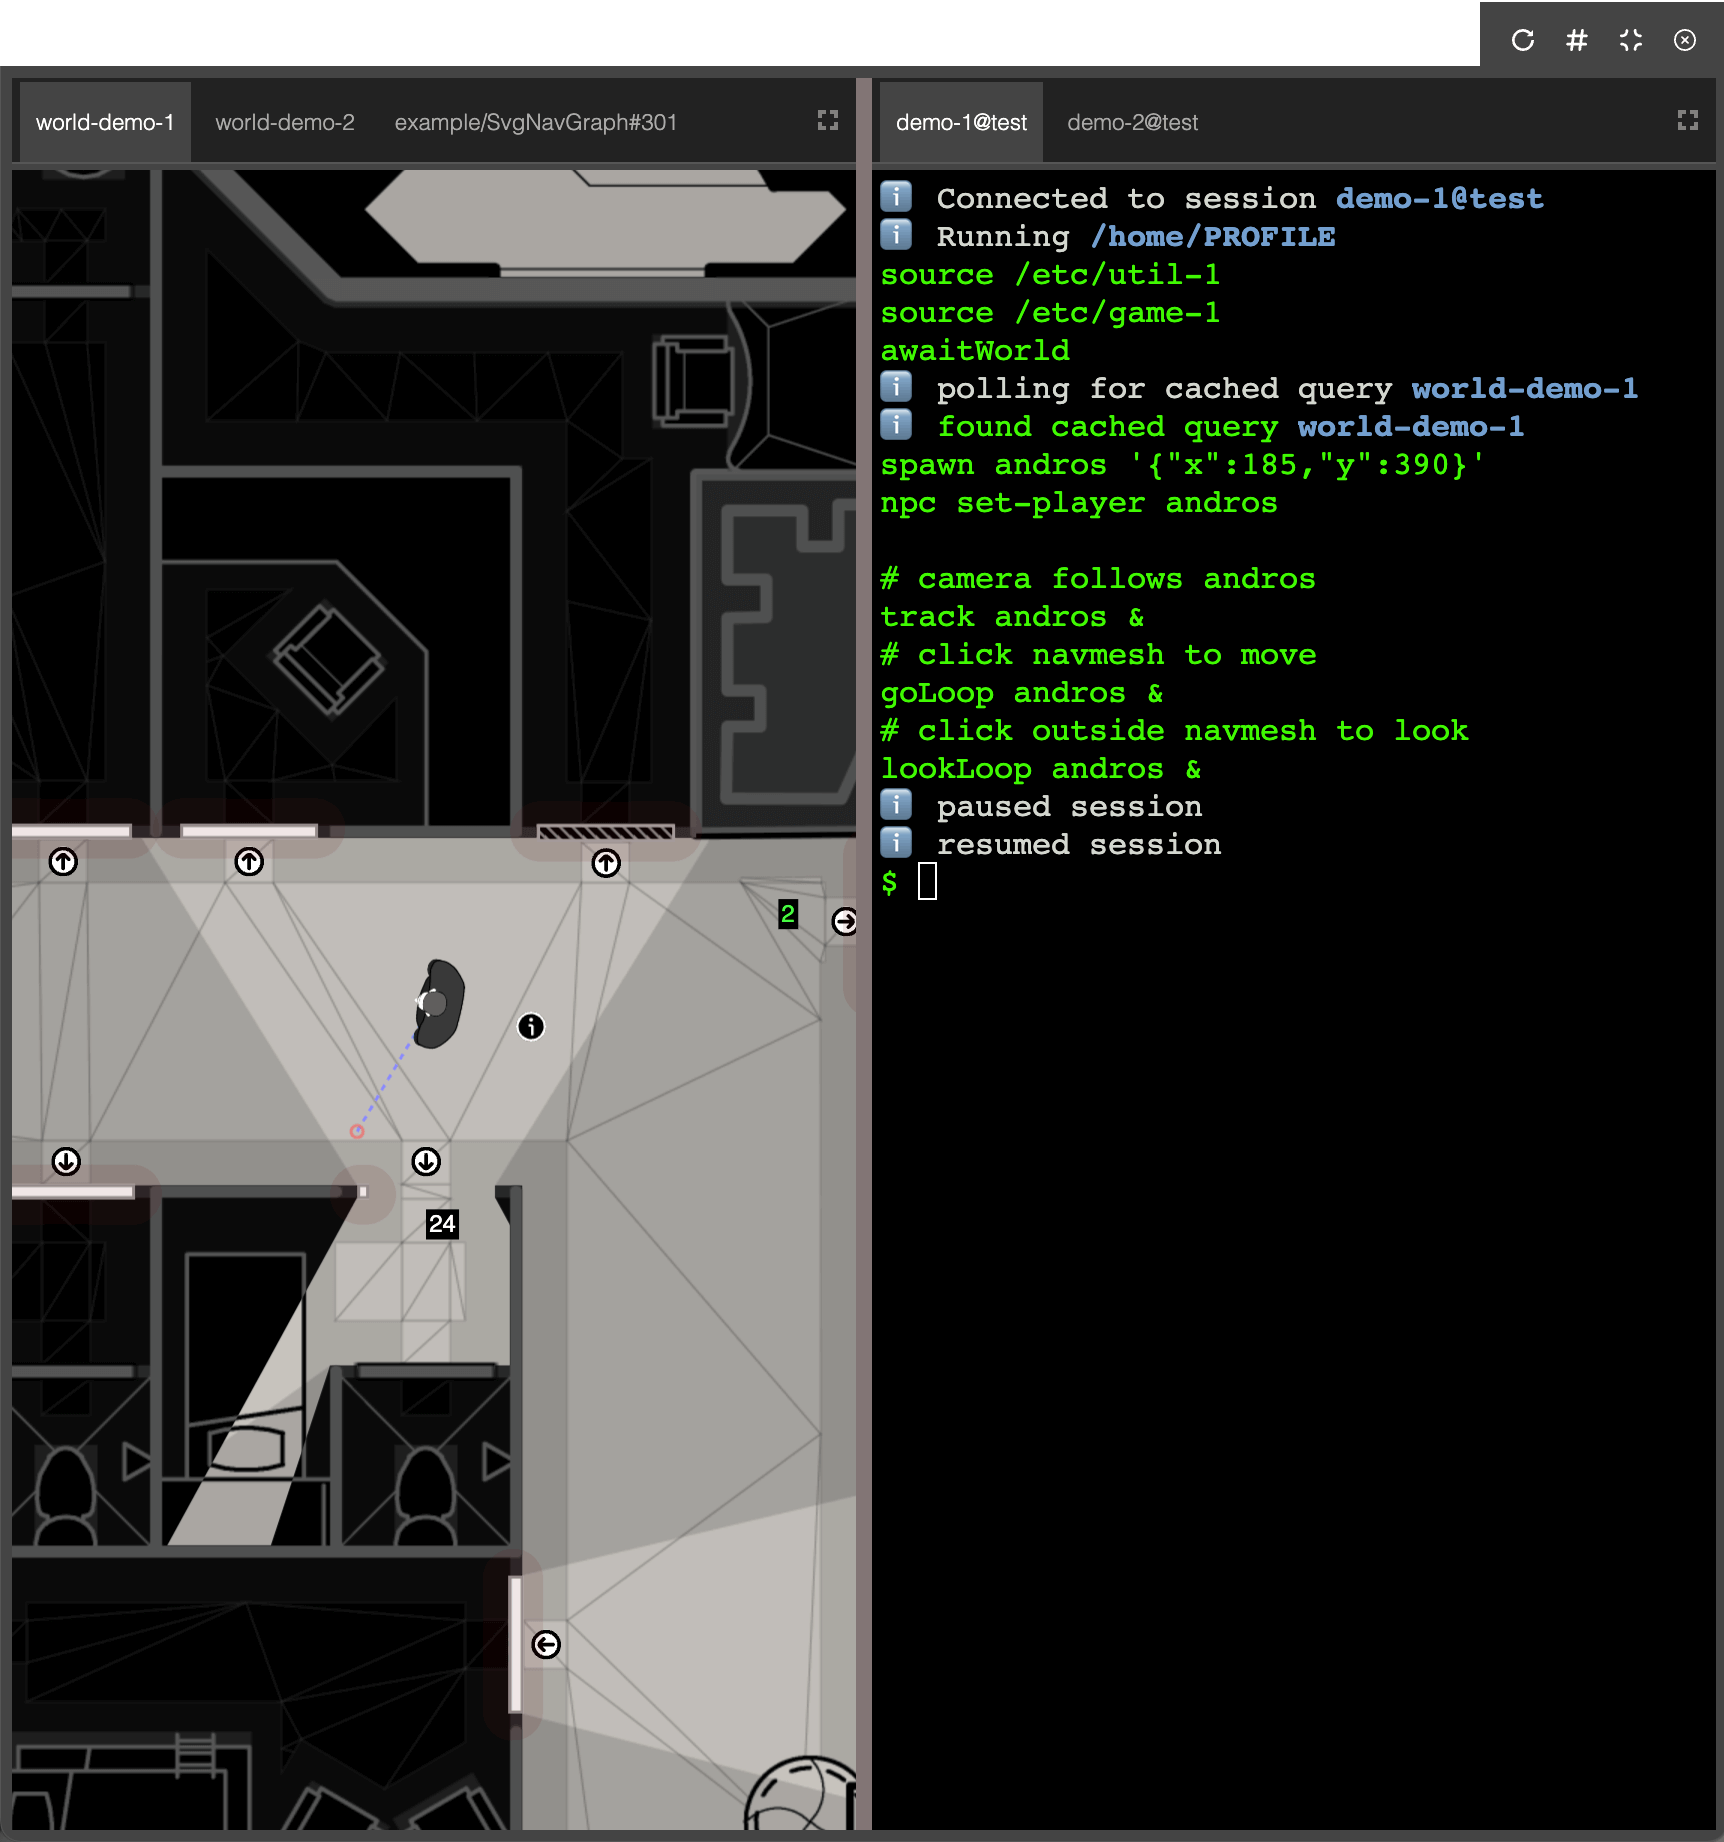 world-demo-1
world-demo-2
example/SvgNavGraph#301
2
24
demo-1@test
demo-2@test
Connected to session demo-1@test
Running /home/PROFILE
source /etc/util-1
source /etc/game-1
awaitWorld
polling for cached query world-demo-1
found cached query world-demo-1
spawn andros '{"x":185,"y":390}'
npc set-player andros
# camera follows andros
track andros &
# click navmesh to move
goLoop andros &
# click outside navmesh to look
lookLoop andros &
paused session
resumed session
$